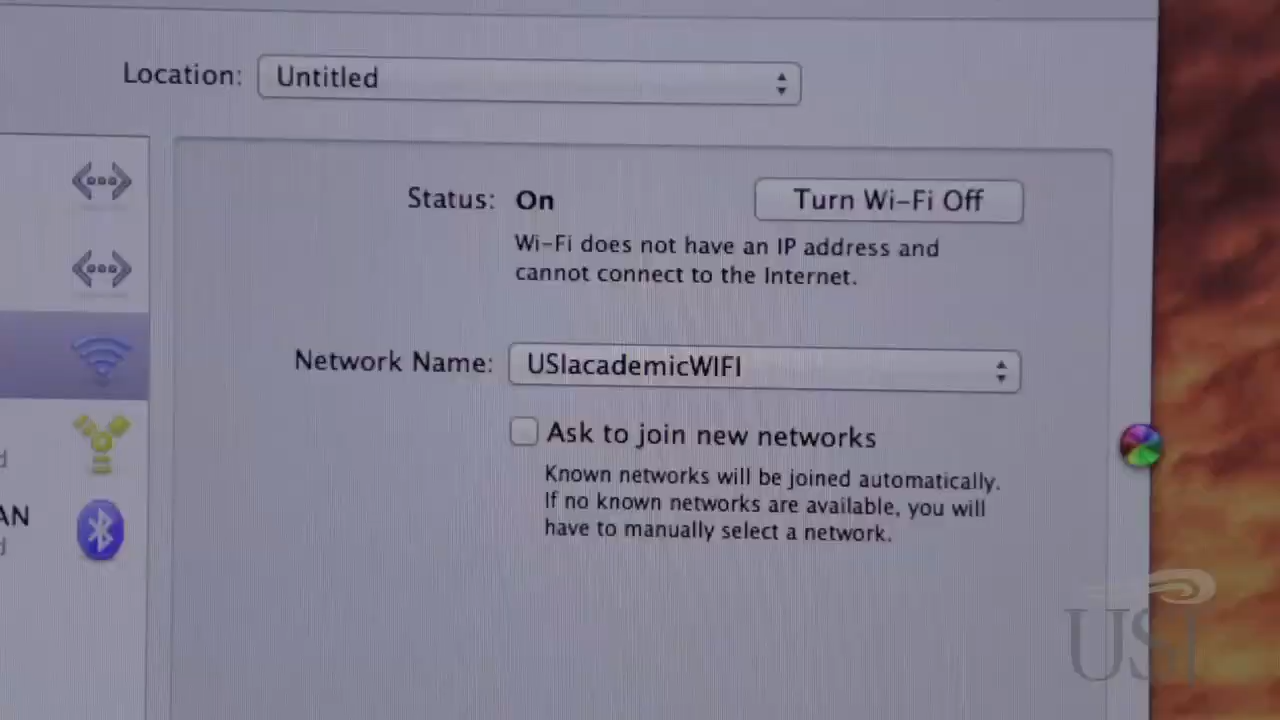 Location: Untitled
Status: On Turn Wi-Fi Off
Wi-Fi does not have an IP address and
cannot connect to the Internet.
Network Name: USIacademicWIFI
Ask to join new networks
Known networks will be joined automatically.
If no known networks are available, you will
have to manually select a network.
d
AN
d
USI